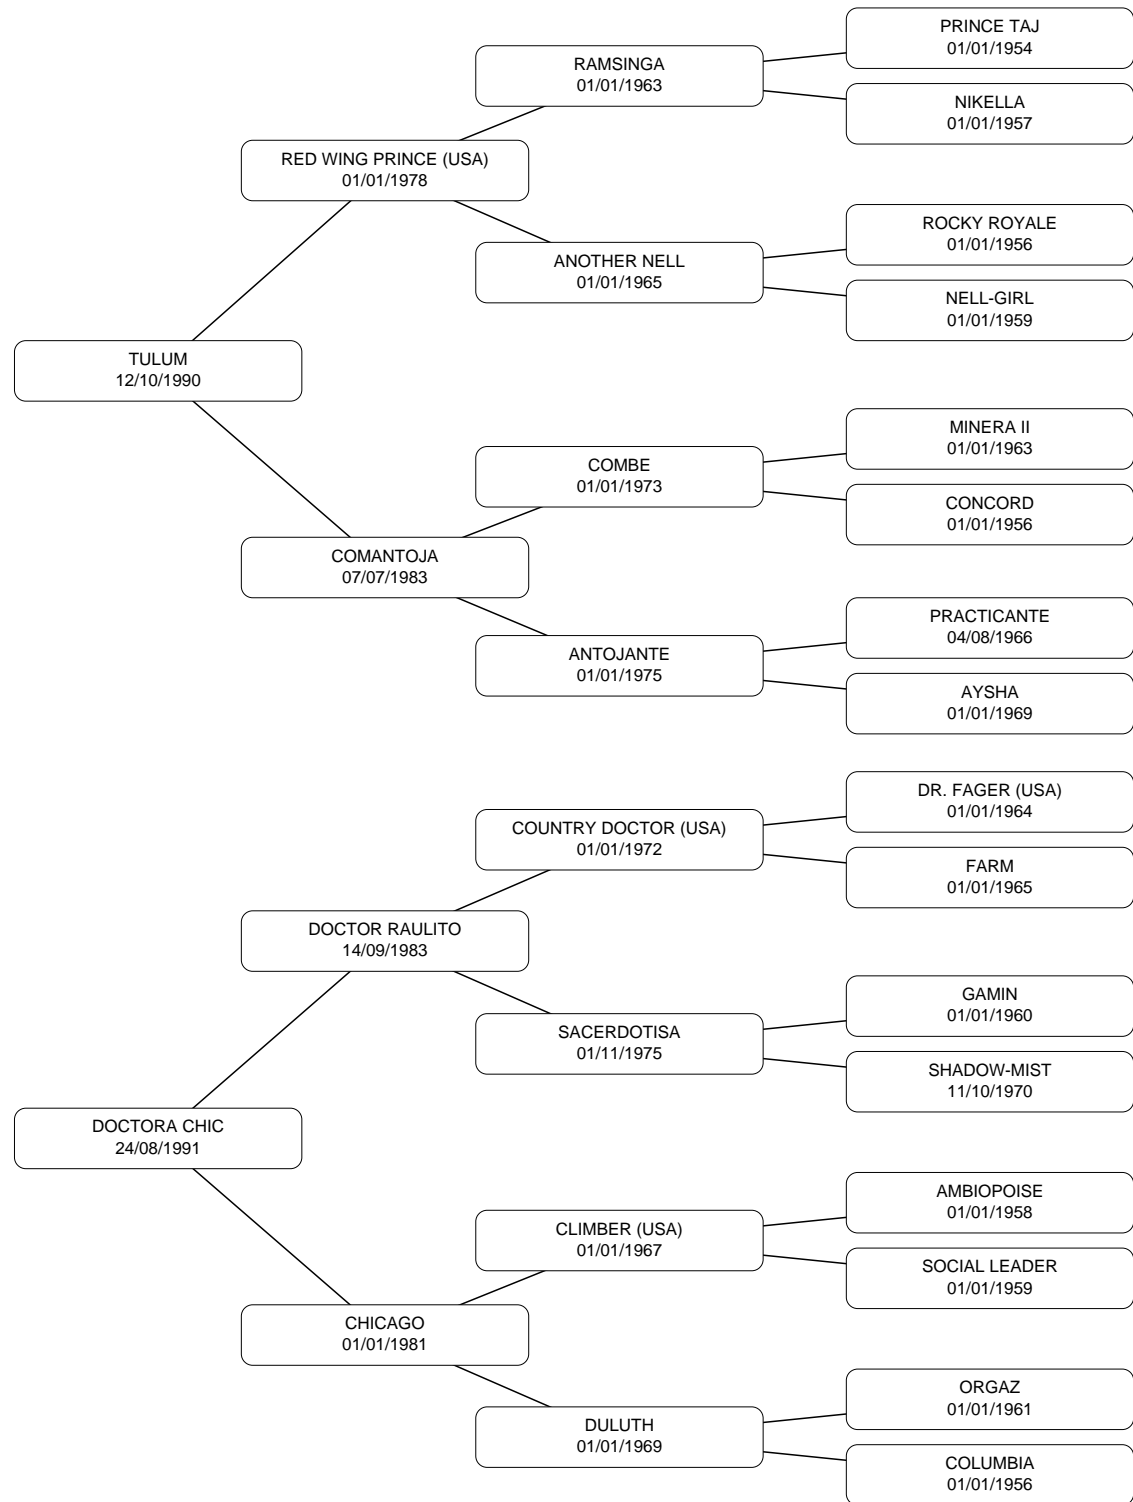 PRINCE TAJ
01/01/1954
RAMSINGA
01/01/1963
NIKELLA
01/01/1957
RED WING PRINCE (USA)
01/01/1978
ROCKY ROYALE
01/01/1956
ANOTHER NELL
01/01/1965
NELL-GIRL
01/01/1959
TULUM
12/10/1990
MINERA II
01/01/1963
COMBE
01/01/1973
CONCORD
01/01/1956
COMANTOJA
07/07/1983
PRACTICANTE
04/08/1966
ANTOJANTE
01/01/1975
AYSHA
01/01/1969
DR. FAGER (USA)
01/01/1964
COUNTRY DOCTOR (USA)
01/01/1972
FARM
01/01/1965
DOCTOR RAULITO
14/09/1983
GAMIN
01/01/1960
SACERDOTISA
01/11/1975
SHADOW-MIST
11/10/1970
DOCTORA CHIC
24/08/1991
AMBIOPOISE
01/01/1958
CLIMBER (USA)
01/01/1967
SOCIAL LEADER
01/01/1959
CHICAGO
01/01/1981
ORGAZ
01/01/1961
DULUTH
01/01/1969
COLUMBIA
01/01/1956